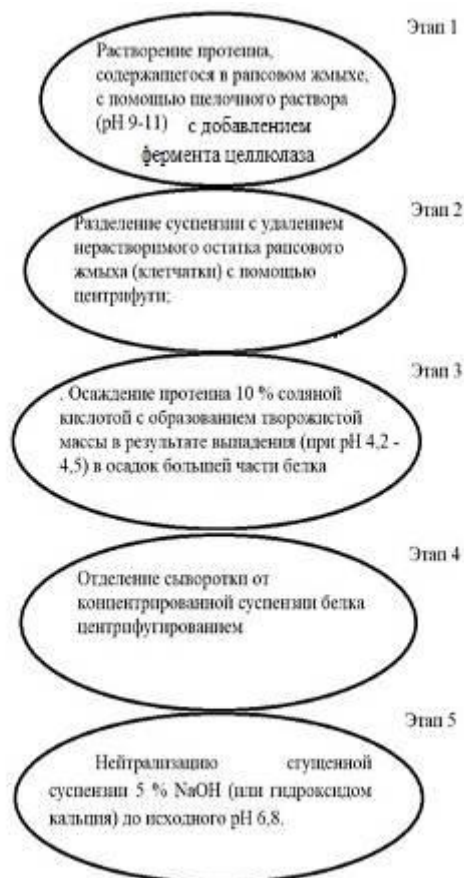 Этап 1
Растворение протеина,
содержащегося в рапсовом жмыхе,
с помощью щелочного раствора
(pH 9-11) с добавлением
фермента целлюлаза
Этап 2
Разделение суспензии с удалением
нерастворимого остатка рапсового
жмыха (клетчатки) с помощью
центрифуги;
Этап 3
. Осаждение протеина 10 % соляной
кислотой с образованием творожистой
массы в результате выпадения (при pH 4,2 -
4,5) в осадок большей части белка
Этап 4
Отделение сыворотки от
концентрированной суспензии белка
центрифугированием
Этап 5
Нейтрализацию сгущенной
суспензии 5 % NaOH (или гидроксидом
кальция) до исходного pH 6,8.